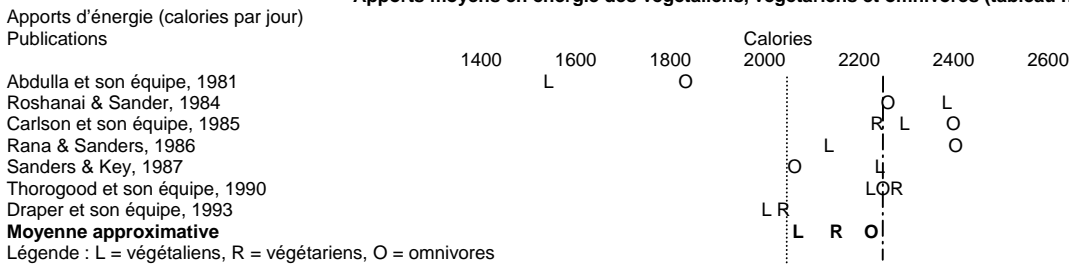 Apports moyens en énergie des végétaliens, végétariens et omnivores (tableau
Apports d'énergie (calories par jour)
Publications Calories
1400 1600 1800 2000 2200 2400 2600
Abdulla et son équipe, 1981 L O
Roshanai & Sander, 1984 O L
Carlson et son équipe, 1985 R L O
Rana & Sanders, 1986 L O
Sanders & Key, 1987 O L
Thorogood et son équipe, 1990 L O R
Draper et son équipe, 1993 L R
Moyenne approximative L R O
Légende : L = végétaliens, R = végétariens, O = omnivores